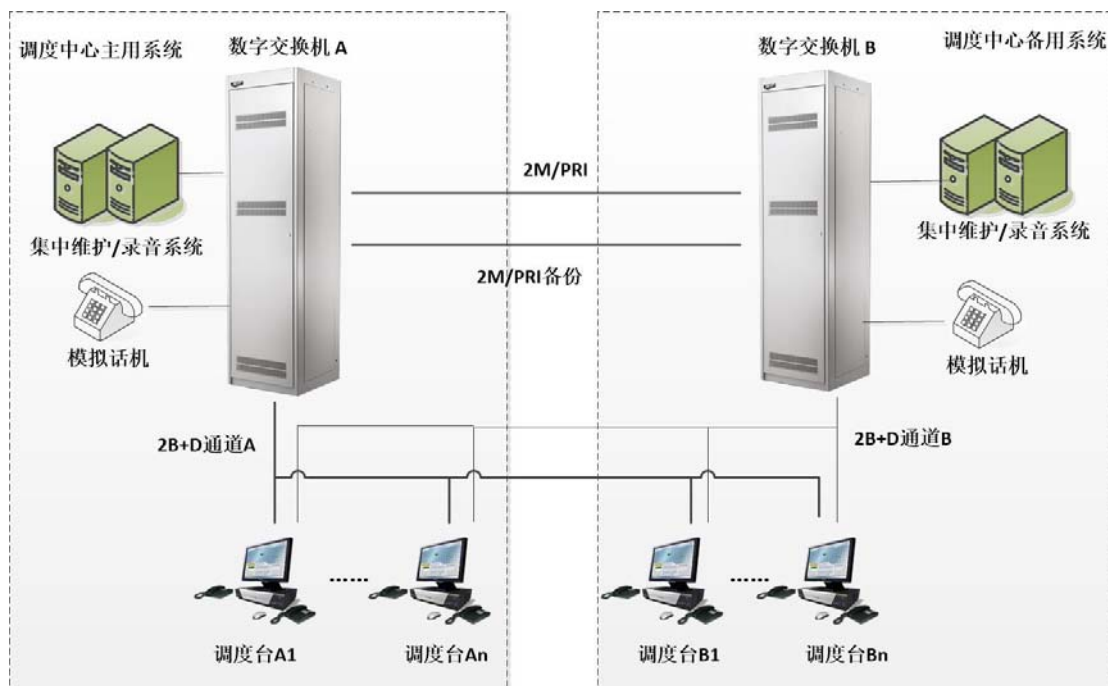 调度中心主用系统
数字交换机 A
数字交换机 B
调度中心备用系统
2M/PRI
集中维护/录音系统
集中维护/录音系统
2M/PRI备份
模拟话机
模拟话机
2B+D通道A
2B+D通道B
......
......
调度台A1
调度台An
调度台B1
调度台Bn